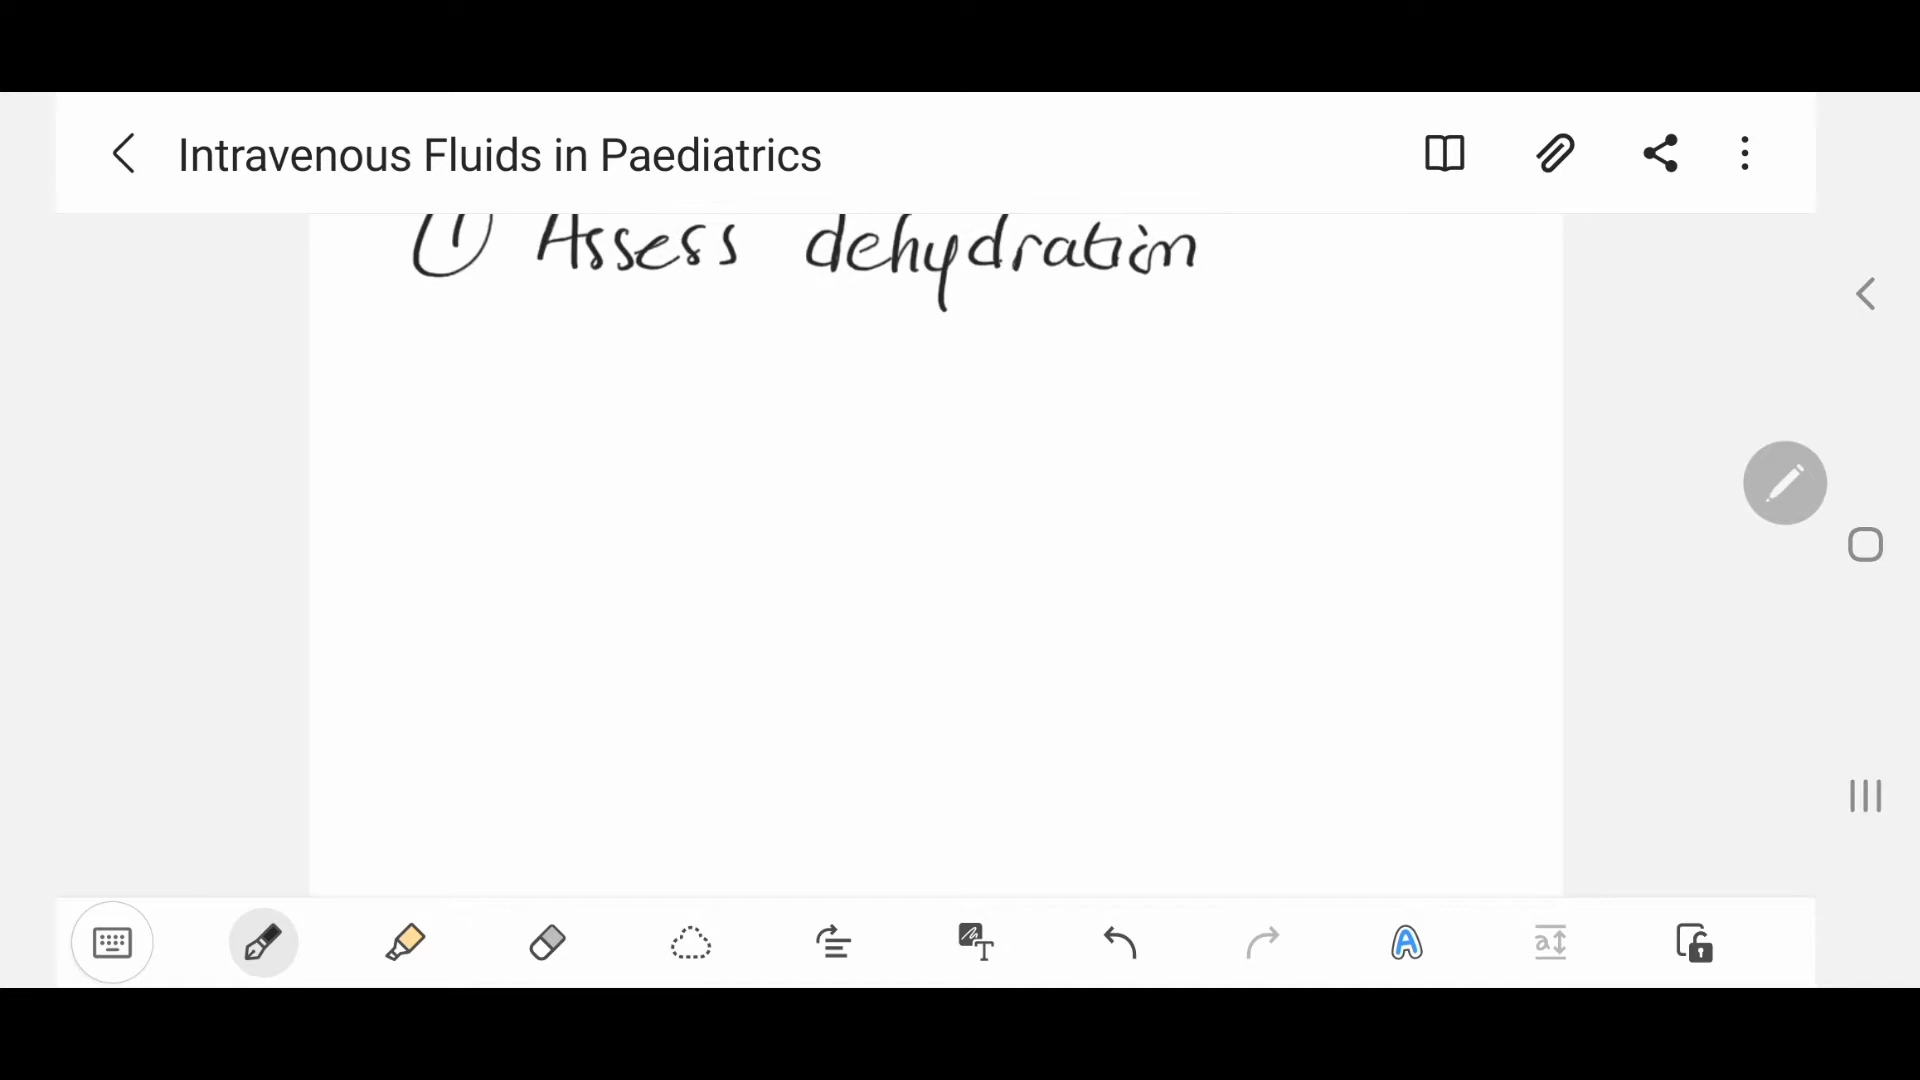 Intravenous Fluids in Paediatrics
① Assess dehydration